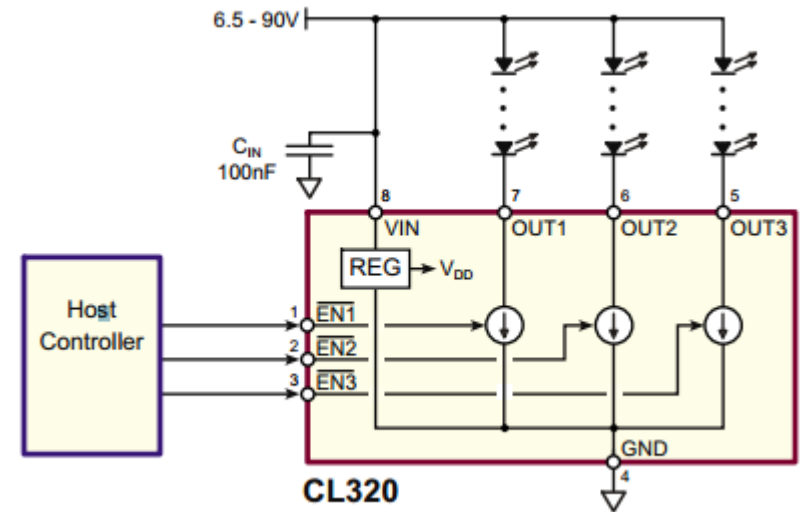 6.5 - 90V
CIN
100nF
8
7
6
5
VIN
OUT1
OUT2
OUT3
REG
VDD
Host
Controller
1
EN1
2
EN2
3
EN3
GND
4
CL320